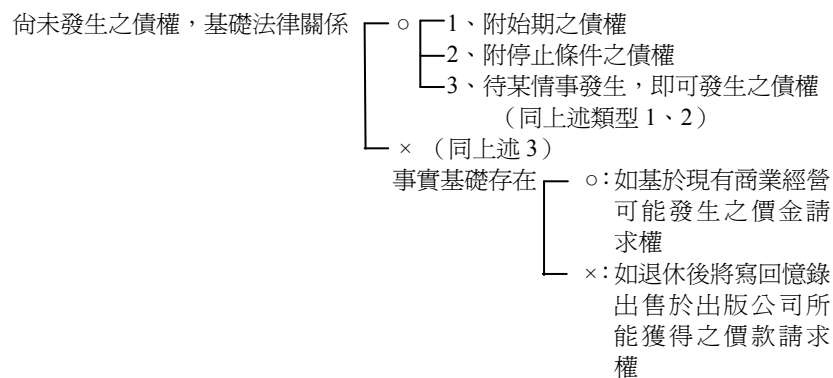 尚未發生之債權，基礎法律關係 ○ 1、附始期之債權
2、附停止條件之債權
3、待某情事發生，即可發生之債權
（同上述類型 1、2）
× （同上述 3）
事實基礎存在 ○：如基於現有商業經營
可能發生之價金請
求權
×：如退休後將寫回憶錄
出售於出版公司所
能獲得之價款請求
權